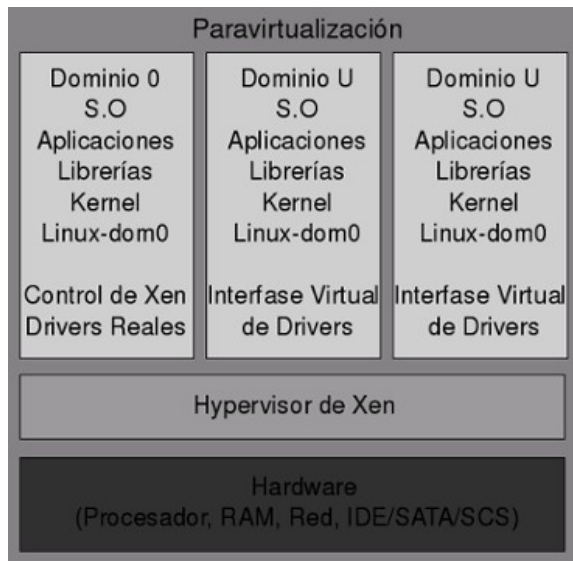 Paravirtualización
Dominio 0
S.O
Aplicaciones
Librerías
Kernel
Linux-dom0
Control de Xen
Drivers Reales
Dominio U
S.O
Aplicaciones
Librerías
Kernel
Linux-dom0
Interfase Virtual
de Drivers
Dominio U
S.O
Aplicaciones
Librerías
Kernel
Linux-dom0
Interfase Virtual
de Drivers
Hypervisor de Xen
Hardware
(Procesador, RAM, Red, IDE/SATA/SCS)